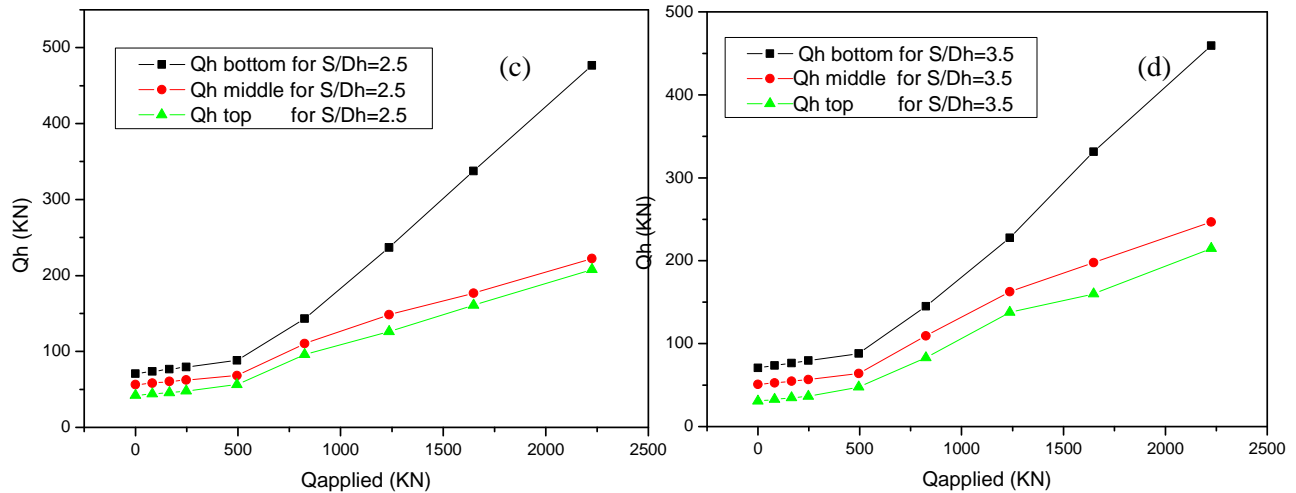 Qh bottom for S/Dh=2.5
Qh middle for S/Dh=2.5
Qh top for S/Dh=2.5
(c)
500
400
300
200
100
0
Qh (KN)
0 500 1000 1500 2000 2500
Qapplied (KN)
Qh bottom for S/Dh=3.5
Qh middle for S/Dh=3.5
Qh top for S/Dh=3.5
(d)
500
400
300
200
100
0
Qh (KN)
0 500 1000 1500 2000 2500
Qapplied (KN)